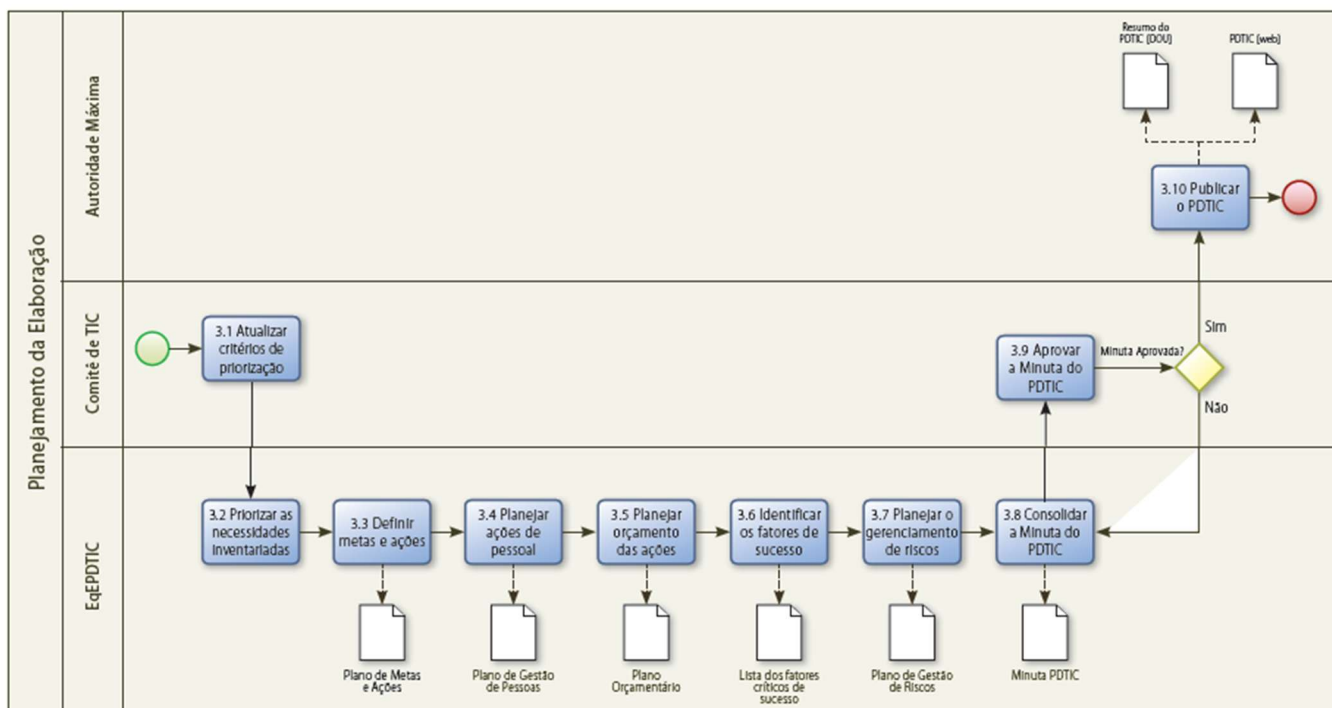 Planejamento da Elaboração
Autoridade Máxima
Resumo do
PDTIC (DOU)
PDTIC (web)
3.10 Publicar
o PDTIC
Comitê de TIC
3.1 Atualizar
critérios de
priorização
3.9 Aprovar
a Minuta do
PDTIC
Minuta Aprovada?
Sim
Não
EqEPDTIC
3.2 Priorizar as
necessidades
inventariadas
3.3 Definir
metas e ações
3.4 Planejar
ações de
pessoal
3.5 Planejar
orçamento
das ações
3.6 Identificar
os fatores de
sucesso
3.7 Planejar o
gerenciamento
de riscos
3.8 Consolidar
a Minuta do
PDTIC
Plano de Metas
e Ações
Plano de Gestão
de Pessoas
Plano
Orçamentário
Lista dos fatores
críticos de
sucesso
Plano de Gestão
de Riscos
Minuta PDTIC